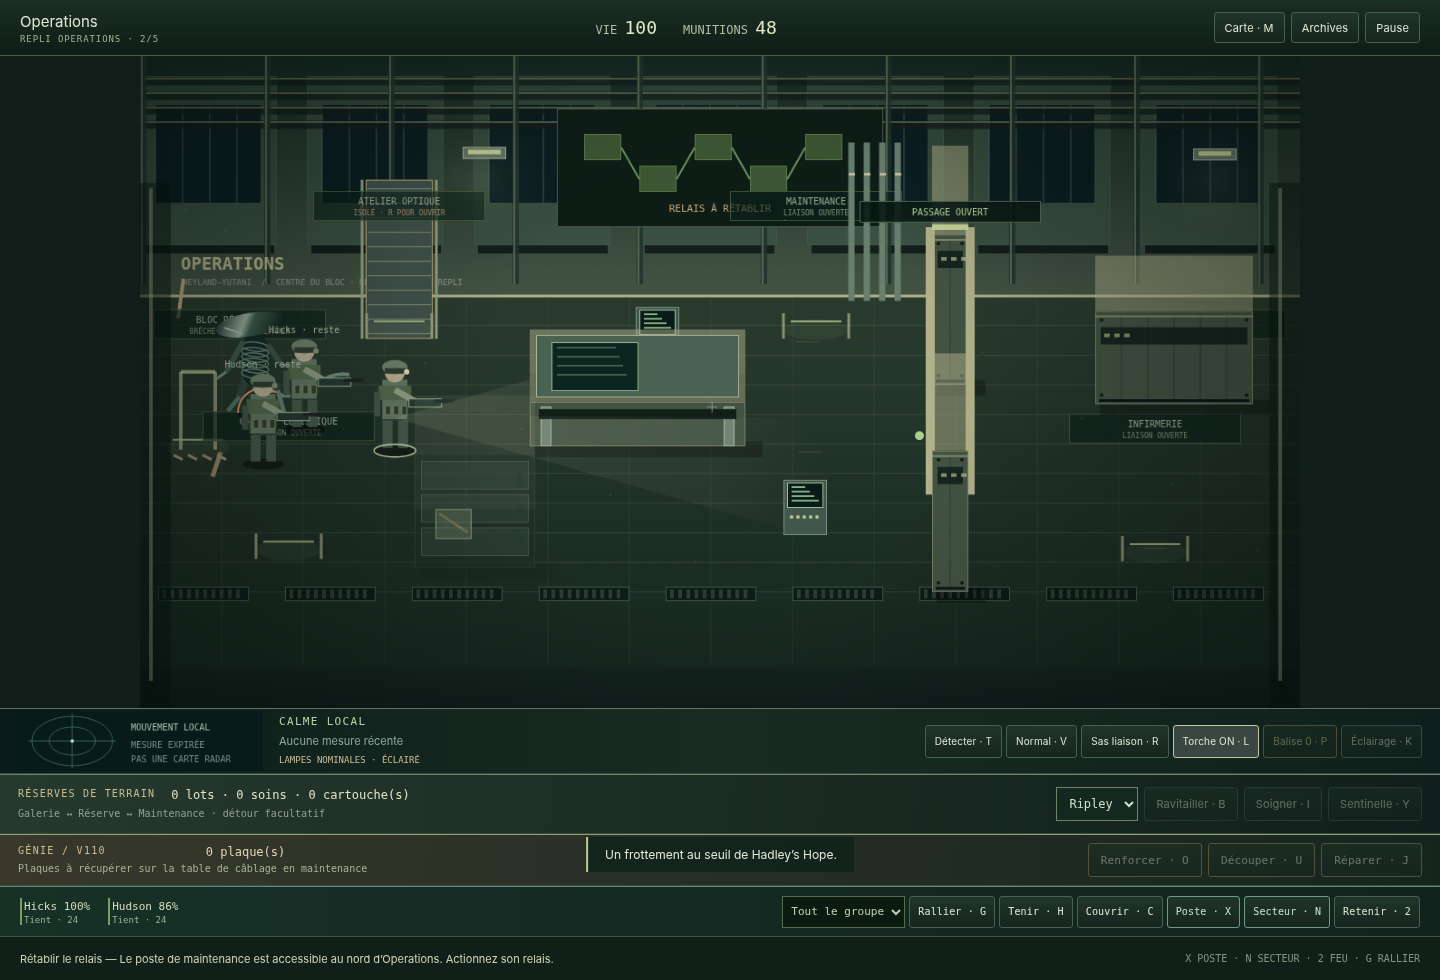 Operations
REPLI OPERATIONS · 2/5
VIE 100 MUNITIONS 48
Carte · M
Archives
Pause
ATELIER OPTIQUE
ISOLÉ · R POUR OUVRIR
RELAIS À RÉTABLIR
MAINTENANCE
LIAISON OUVERTE
PASSAGE OUVERT
OPERATIONS
WEYLAND–YUTANI / CENTRE DU BLOC · REPLI
BLOC
Hicks · reste
Hudson · reste
OUVERTE
INFIRMERIE
LIAISON OUVERTE
MOUVEMENT LOCAL
MESURE EXPIRÉE
PAS UNE CARTE RADAR
CALME LOCAL
Aucune mesure récente
LAMPES NOMINALES · ÉCLAIRÉ
Détecter · T
Normal · V
Sas liaison · R
Torche ON · L
Balise 0 · P
Éclairage · K
RÉSERVES DE TERRAIN 0 lots · 0 soins · 0 cartouche(s)
Galerie ↔ Réserve ↔ Maintenance · détour facultatif
Ripley
Ravitailler · B
Soigner · I
Sentinelle · Y
GÉNIE / V110 0 plaque(s)
Plaques à récupérer sur la table de câblage en maintenance
Un frottement au seuil de Hadley’s Hope.
Renforcer · O
Découper · U
Réparer · J
Hicks 100%
Tient · 24
Hudson 86%
Tient · 24
Tout le groupe
Rallier · G
Tenir · H
Couvrir · C
Poste · X
Secteur · N
Retenir · 2
Rétablir le relais — Le poste de maintenance est accessible au nord d’Operations. Actionnez son relais.
X POSTE · N SECTEUR · 2 FEU · G RALLIER